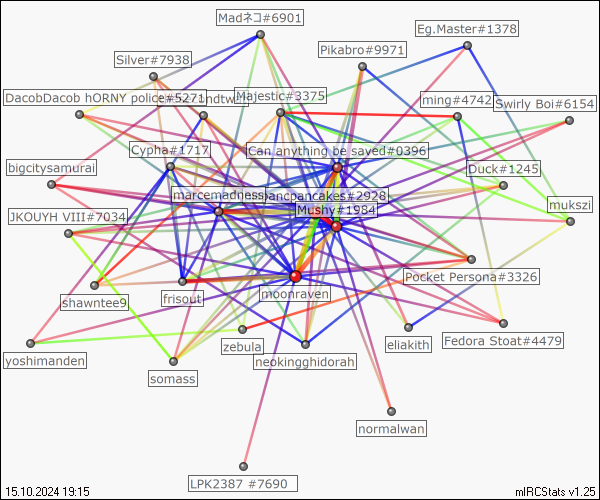 Madネコ#6901
Eg.Master#1378
Pikabro#9971
Silver#7938
DacobDacob hORNY police#5271
ndtw
Majestic#3375
ming#4742
Swirly Boi#6154
Cypha#1717
Can anything be saved#0396
bigcitysamurai
Duck#1245
marcemadness
ancpancakes#2928
mukszi
JKOUYH VIII#7034
Mushy#1984
Pocket Persona#3326
moonraven
shawntee9
frisout
yoshimanden
zebula
neokingghidorah
eliakith
Fedora Stoat#4479
somass
normalwan
LPK2387 #7690
15.10.2024 19:15
mIRCStats v1.25